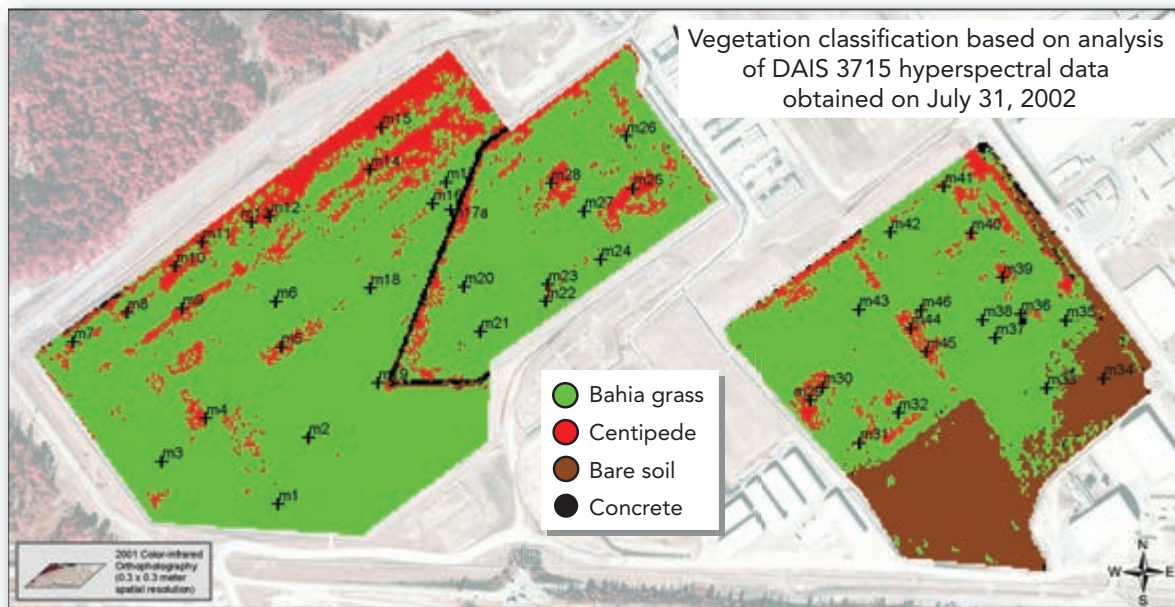 Vegetation classification based on analysis
of DAIS 3715 hyperspectral data
obtained on July 31, 2002
m15
m26
m14
m28
m25
m16
m17a
m27
m12
m11
m10
m24
m23
m22
m20
m18
m6
m9
m8
m7
m21
m5
m4
m2
m3
m1
m41
m42
m40
m39
m43
m46
m44
m45
m38
m36
m35
m37
m34
m33
m30
m32
m31
Bahia grass
Centipede
Bare soil
Concrete
2001 Color-infrared
Orthophotography
(0.3 x 0.3 meter
spatial resolution)
N
W E
S